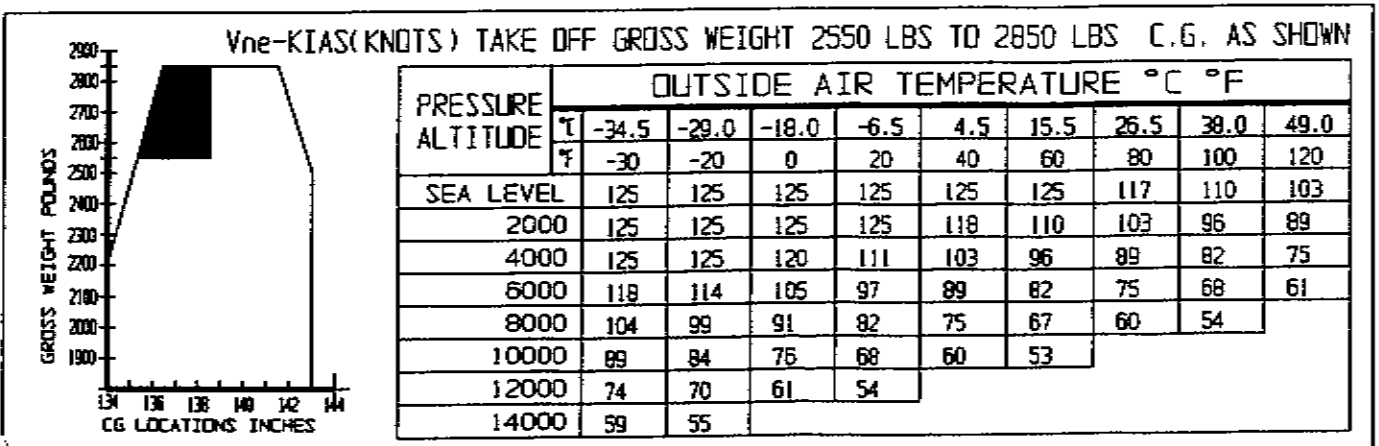 Vne-KIAS(KNOTS) TAKE OFF GROSS WEIGHT 2550 LBS TO 2850 LBS C.G. AS SHOWN
GROSS WEIGHT POUNDS
2900
2800
2700
2600
2500
2400
2300
2200
2100
2000
1900
134 136 138 140 142 144
CG LOCATIONS INCHES
PRESSURE ALTITUDE
OUTSIDE AIR TEMPERATURE °C °F
°C -34.5 -29.0 -18.0 -6.5 4.5 15.5 26.5 38.0 49.0
°F -30 -20 0 20 40 60 80 100 120
SEA LEVEL 125 125 125 125 125 125 117 110 103
2000 125 125 125 125 118 110 103 96 89
4000 125 125 120 111 103 96 89 82 75
6000 118 114 105 97 89 82 75 68 61
8000 104 99 91 82 75 67 60 54
10000 89 84 76 68 60 53
12000 74 70 61 54
14000 59 55